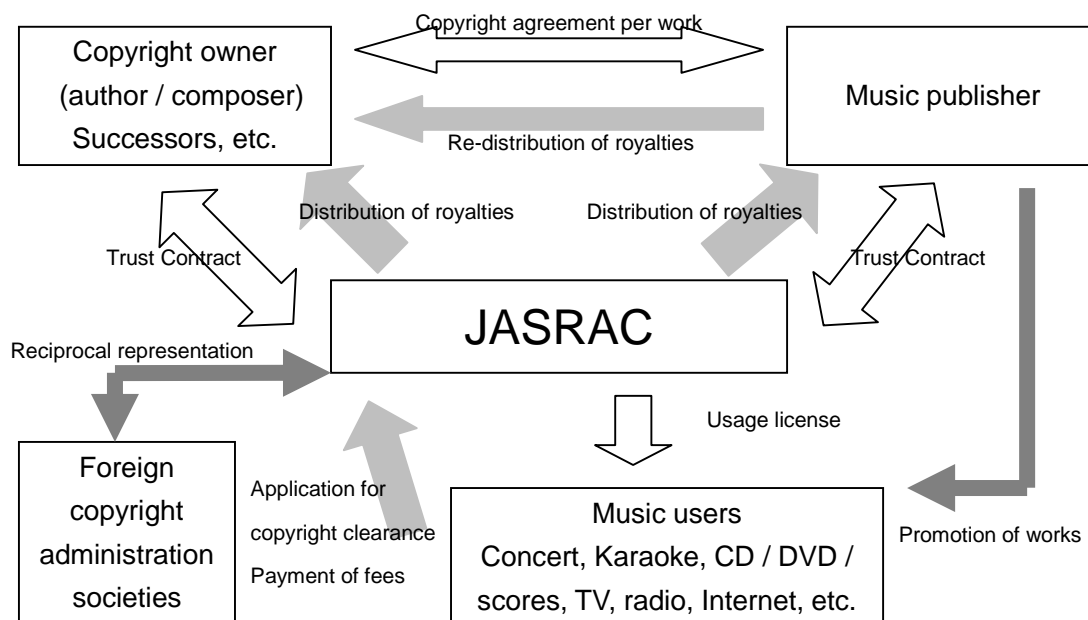 Copyright agreement per work
Copyright owner
(author / composer)
Successors, etc.
Music publisher
Re-distribution of royalties
Distribution of royalties
Distribution of royalties
Trust Contract
Trust Contract
JASRAC
Reciprocal representation
Usage license
Foreign
copyright
administration
societies
Application for
copyright clearance
Payment of fees
Music users
Concert, Karaoke, CD / DVD /
scores, TV, radio, Internet, etc.
Promotion of works